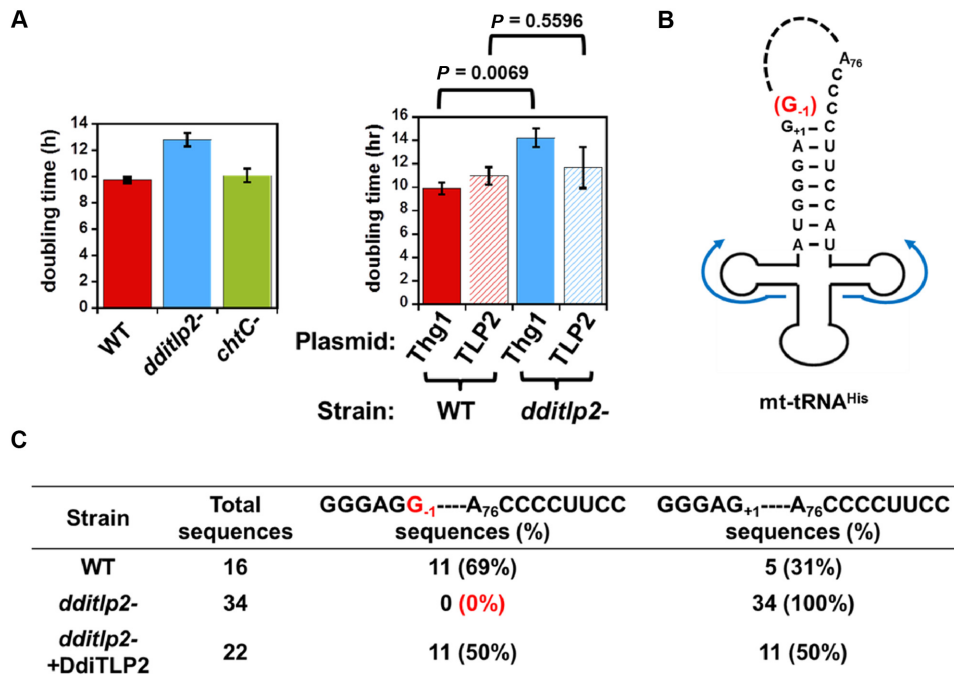 A
P = 0.5596
P = 0.0069
doubling time (h)
14
12
10
8
6
4
2
0
WT
dditlp2-
chtC-
doubling time (hr)
16
14
12
10
8
6
4
2
0
Plasmid:
Thg1
TLP2
Thg1
TLP2
Strain:
WT
dditlp2-
B
A76
C
C
C
(G-1)
G+1 – C
A – U
G – U
G – C
G – C
U – A
A – U
mt-tRNAHis
C
Strain
Total sequences
GGGAGG-1----A76CCCCUUCC sequences (%)
GGGAG+1----A76CCCCUUCC sequences (%)
WT 16 11 (69%) 5 (31%)
dditlp2- 34 0 (0%) 34 (100%)
dditlp2- +DdiTLP2 22 11 (50%) 11 (50%)